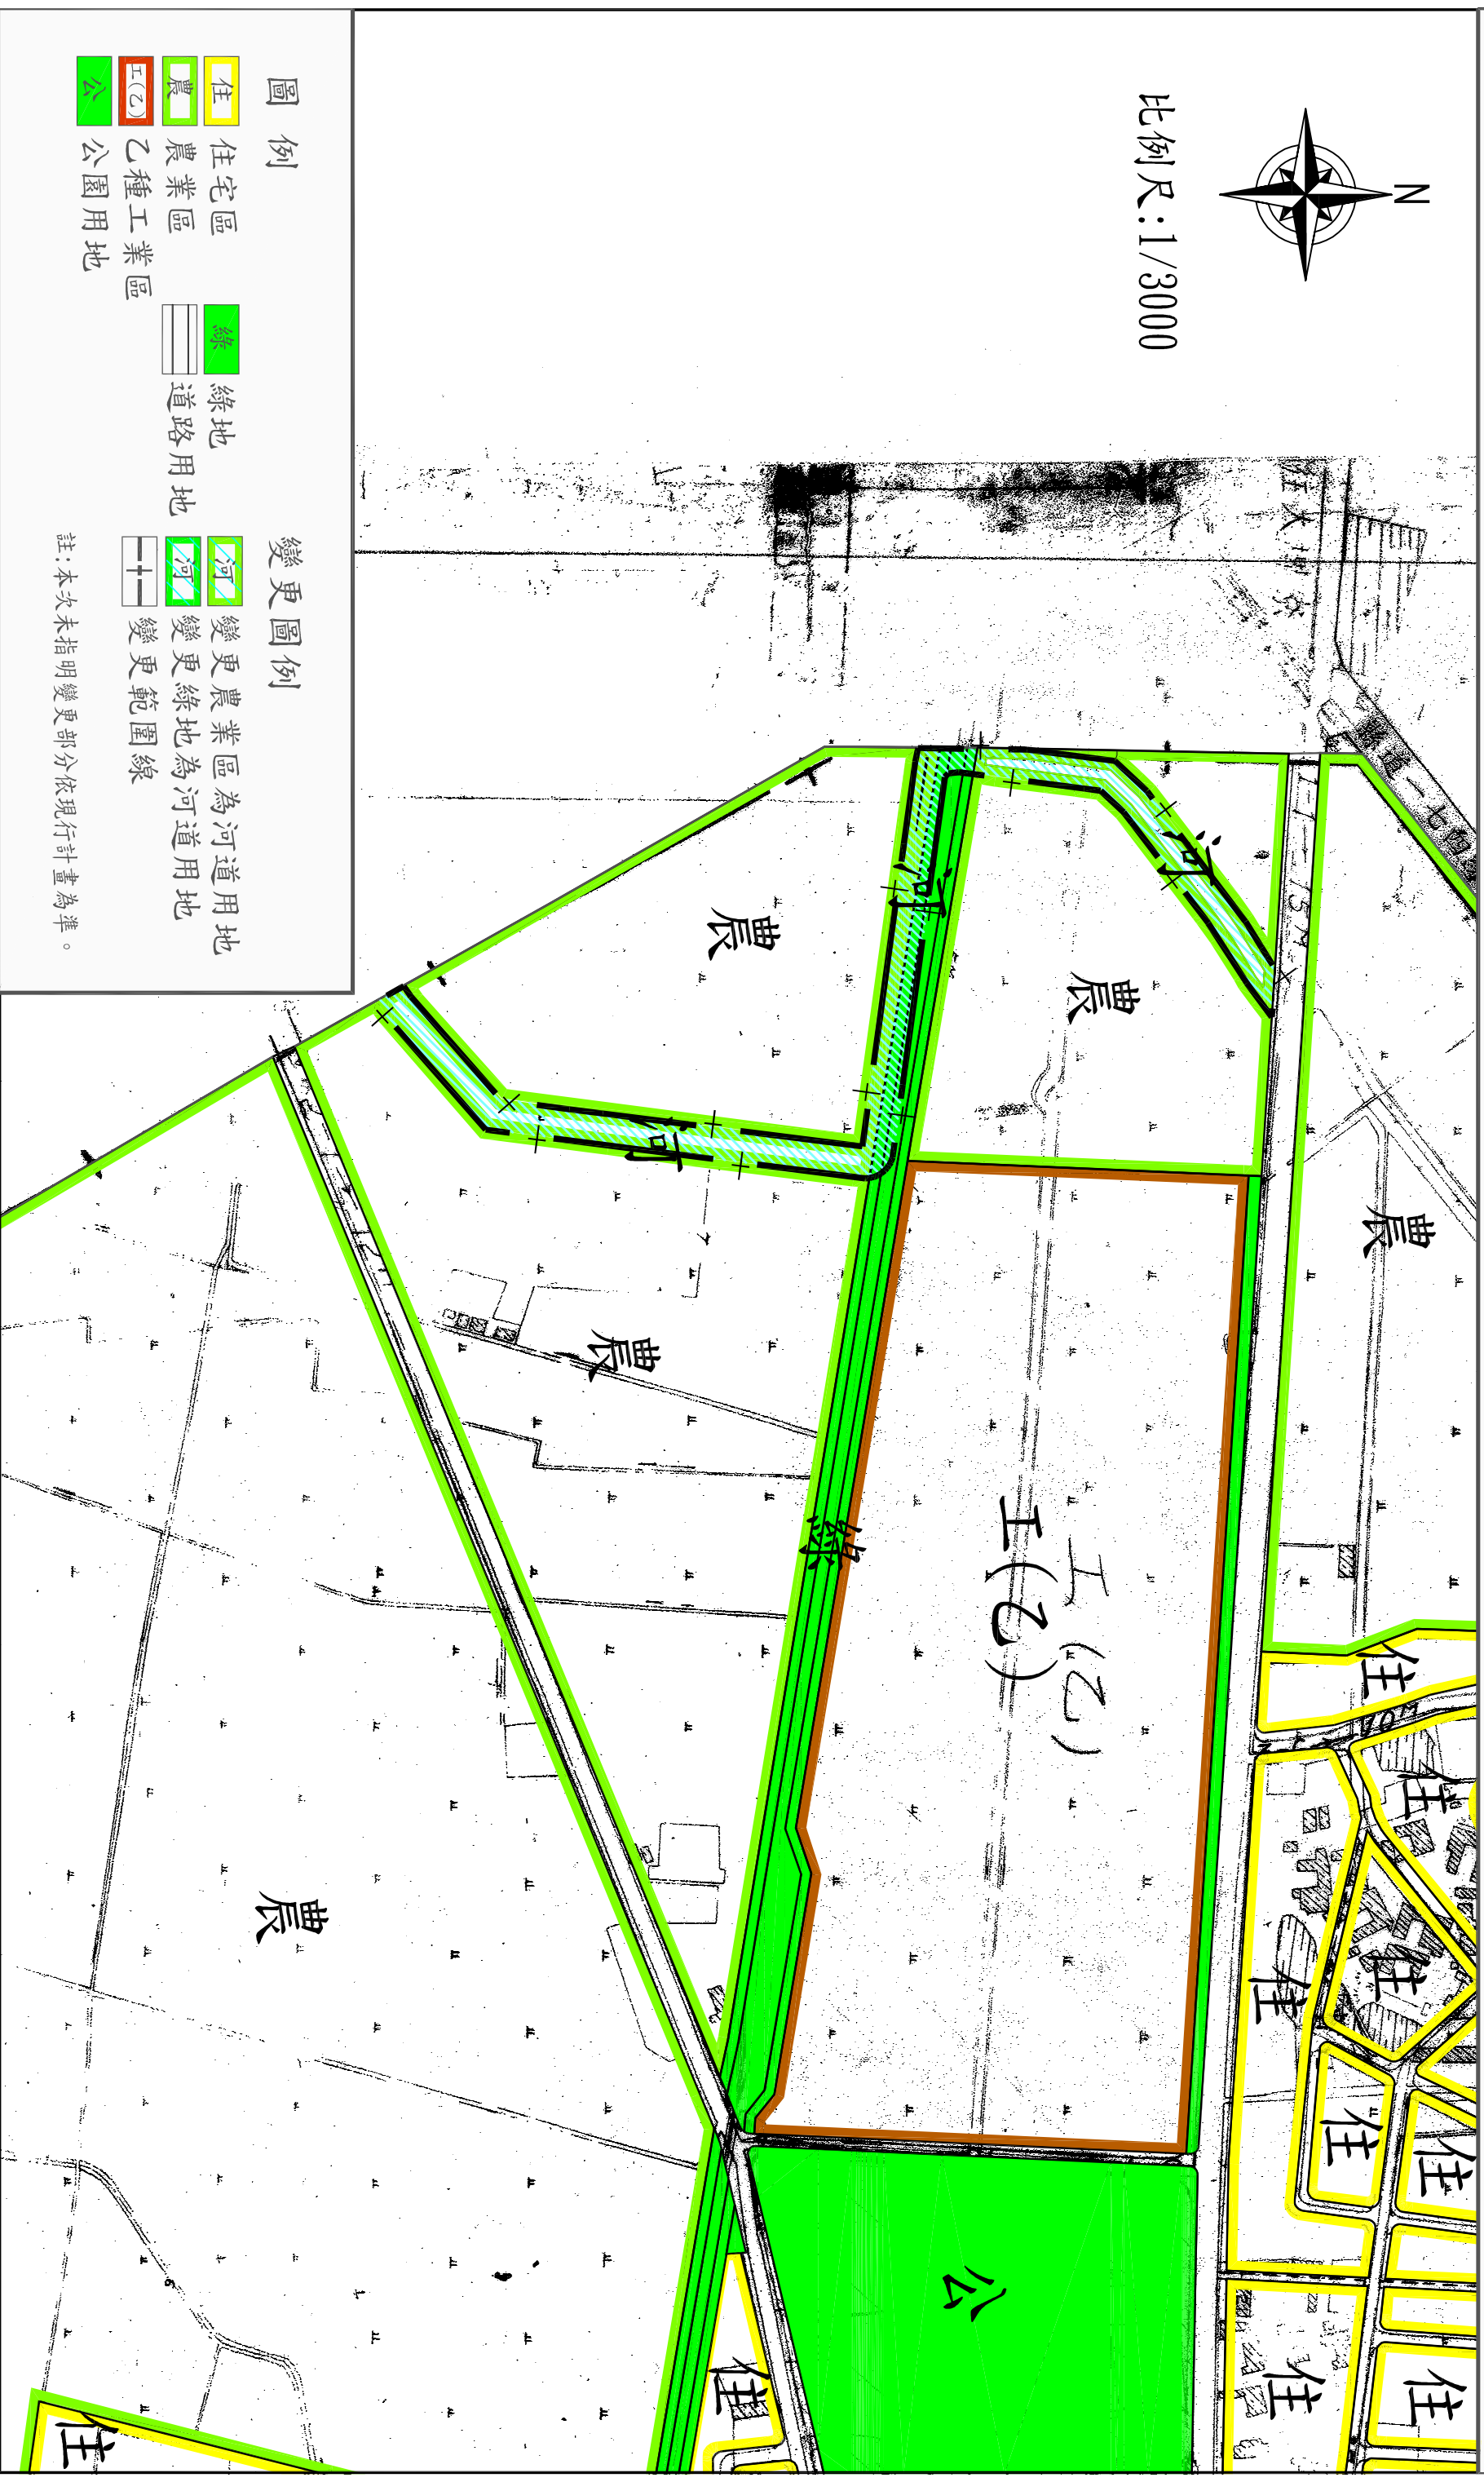 N
比例尺:1/3000
圖 例
住 住宅區
農 農業區
工(乙) 乙種工業區
公 公園用地
綠 綠地
道路用地
變更圖例
河 變更農業區為河道用地
河 變更綠地為河道用地
變更範圍線
註:本次未指明變更部分依現行計畫為準。
I-1-15M
河
河
河
農
農
農
農
農
綠
工(乙)
工(乙)
公
住
住
住
住
住
住
住
住
住
住